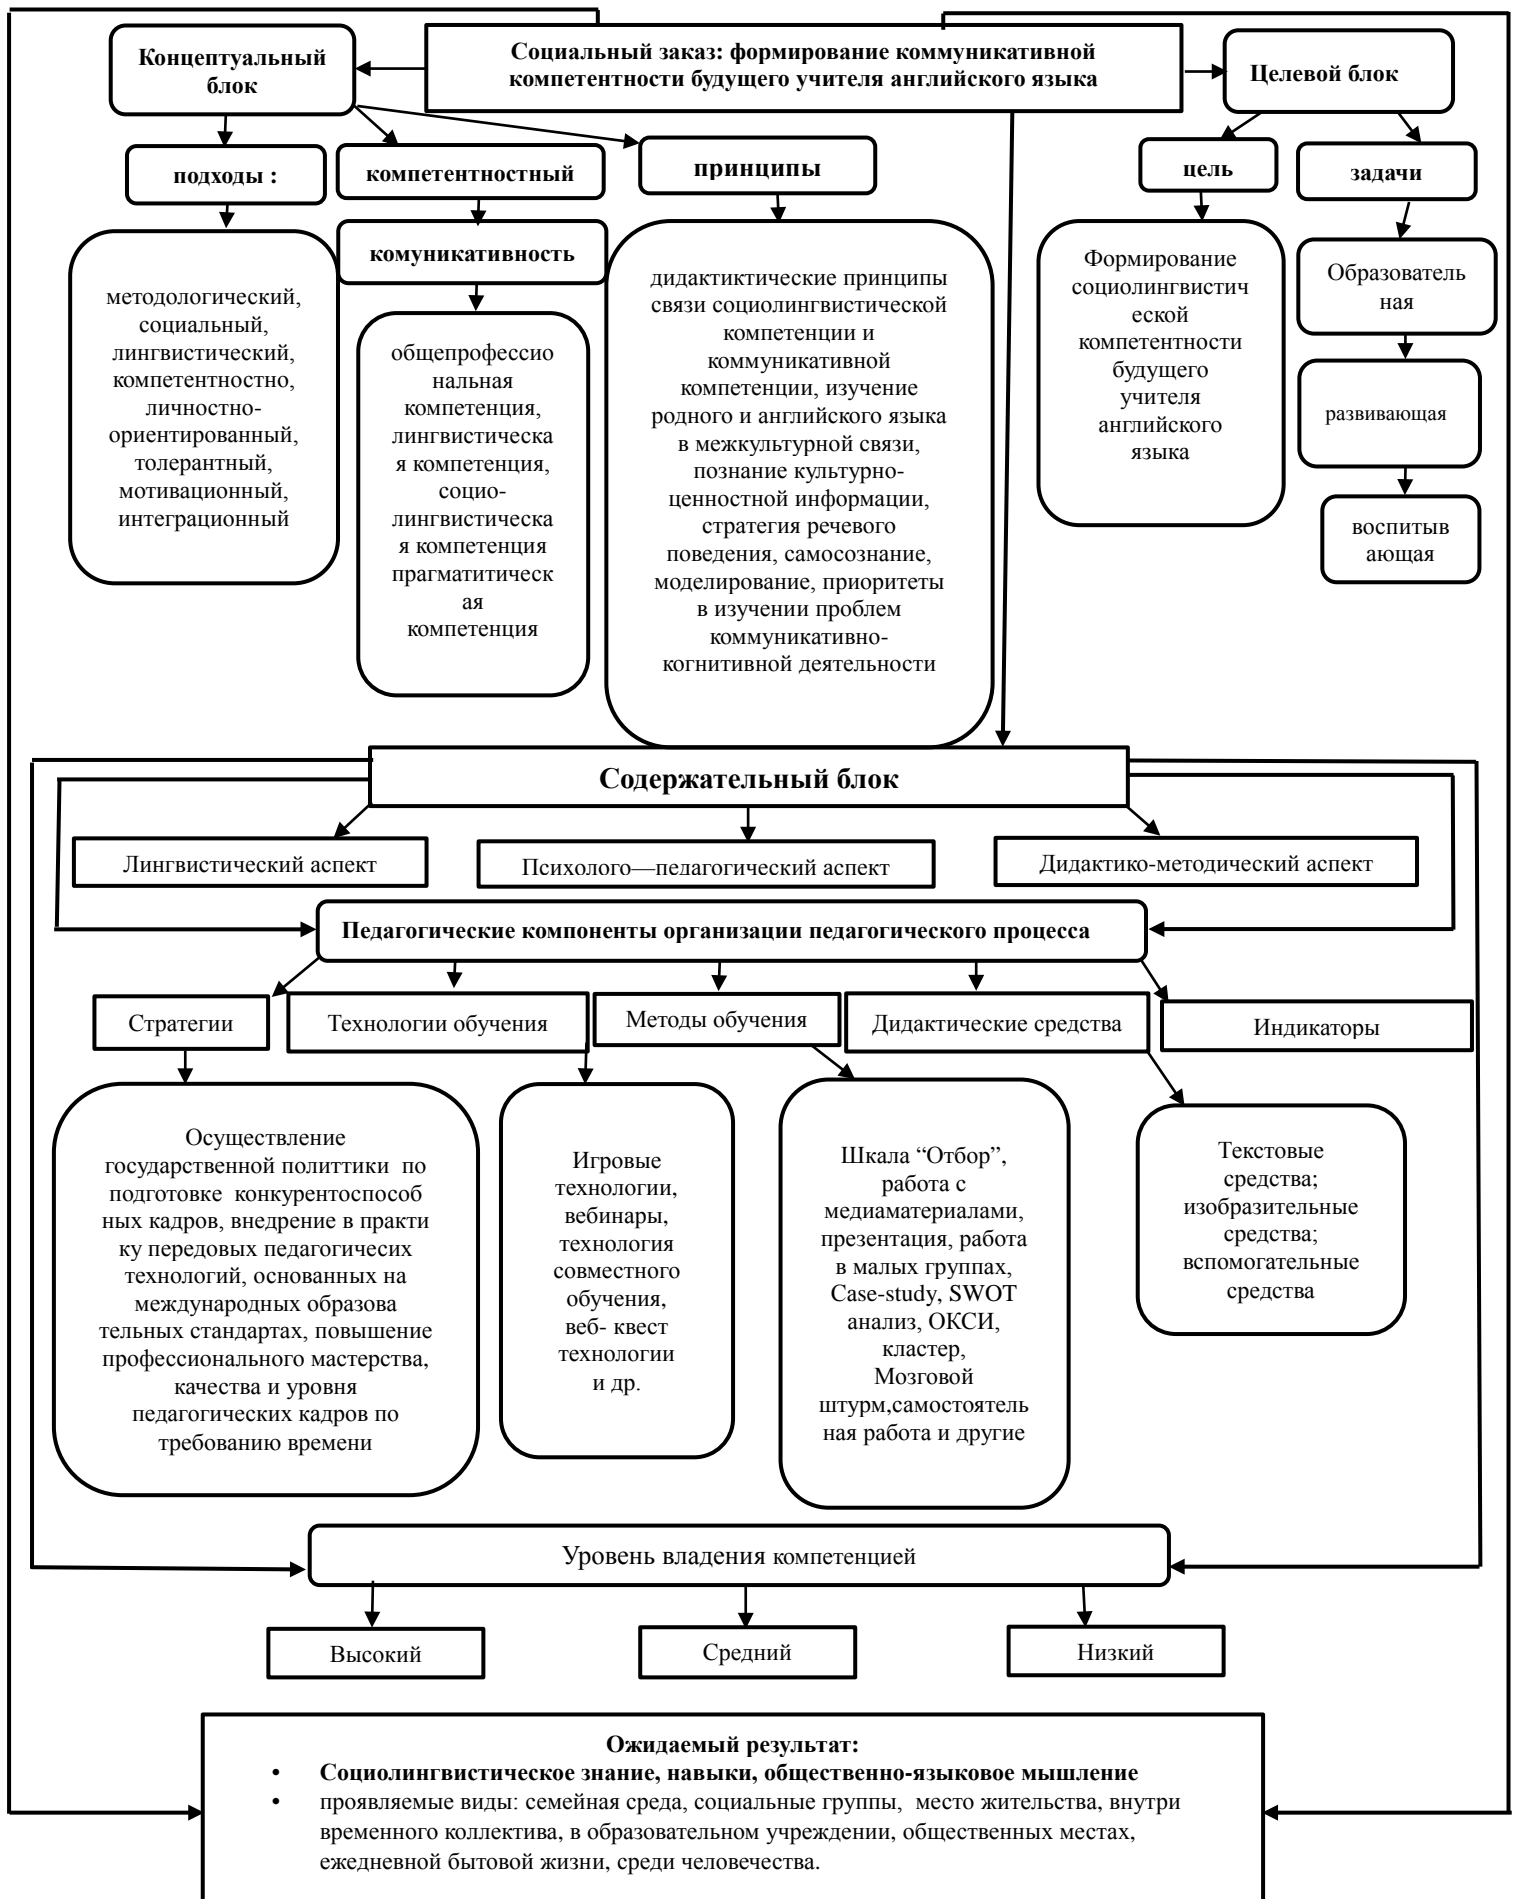 Социальный заказ: формирование коммуникативной
компетентности будущего учителя английского языка
Концептуальный
блок
Целевой блок
подходы :
компетентностный
принципы
цель
задачи
методологический,
социальный,
лингвистический,
компетентностно,
личностно-
ориентированный,
толерантный,
мотивационный,
интеграционный
комуникативность
общепрофессио
нальная
компетенция,
лингвистическа
я компетенция,
социо-
лингвистическа
я компетенция
прагматитическ
ая
компетенция
дидактиктические принципы
связи социолингвистической
компетенции и
коммуникативной
компетенции, изучение
родного и английского языка
в межкультурной связи,
познание культурно-
ценностной информации,
стратегия речевого
поведения, самосознание,
моделирование, приоритеты
в изучении проблем
коммуникативно-
когнитивной деятельности
Формирование
социолингвистич
еской
компетентности
будущего
учителя
английского
языка
Образователь
ная
развивающая
воспитыв
ающая
Содержательный блок
Лингвистический аспект
Психолого—педагогический аспект
Дидактико-методический аспект
Педагогические компоненты организации педагогического процесса
Стратегии
Технологии обучения
Методы обучения
Дидактические средства
Индикаторы
Осуществление
государственной политтики по
подготовке конкурентоспособ
ных кадров, внедрение в практи
ку передовых педагогичесих
технологий, основанных на
международных образова
тельных стандартах, повышение
профессионального мастерства,
качества и уровня
педагогических кадров по
требованию времени
Игровые
технологии,
вебинары,
технология
совместного
обучения,
веб- квест
технологии
и др.
Шкала “Отбор”,
работа с
медиаматериалами,
презентация, работа
в малых группах,
Case-study, SWOT
анализ, ОКСИ,
кластер,
Мозговой
штурм,самостоятель
ная работа и другие
Текстовые
средства;
изобразительные
средства;
вспомогательные
средства
Уровень владения компетенцией
Высокий
Средний
Низкий
Ожидаемый результат:
• Социолингвистическое знание, навыки, общественно-языковое мышление
• проявляемые виды: семейная среда, социальные группы, место жительства, внутри
временного коллектива, в образовательном учреждении, общественных местах,
ежедневной бытовой жизни, среди человечества.